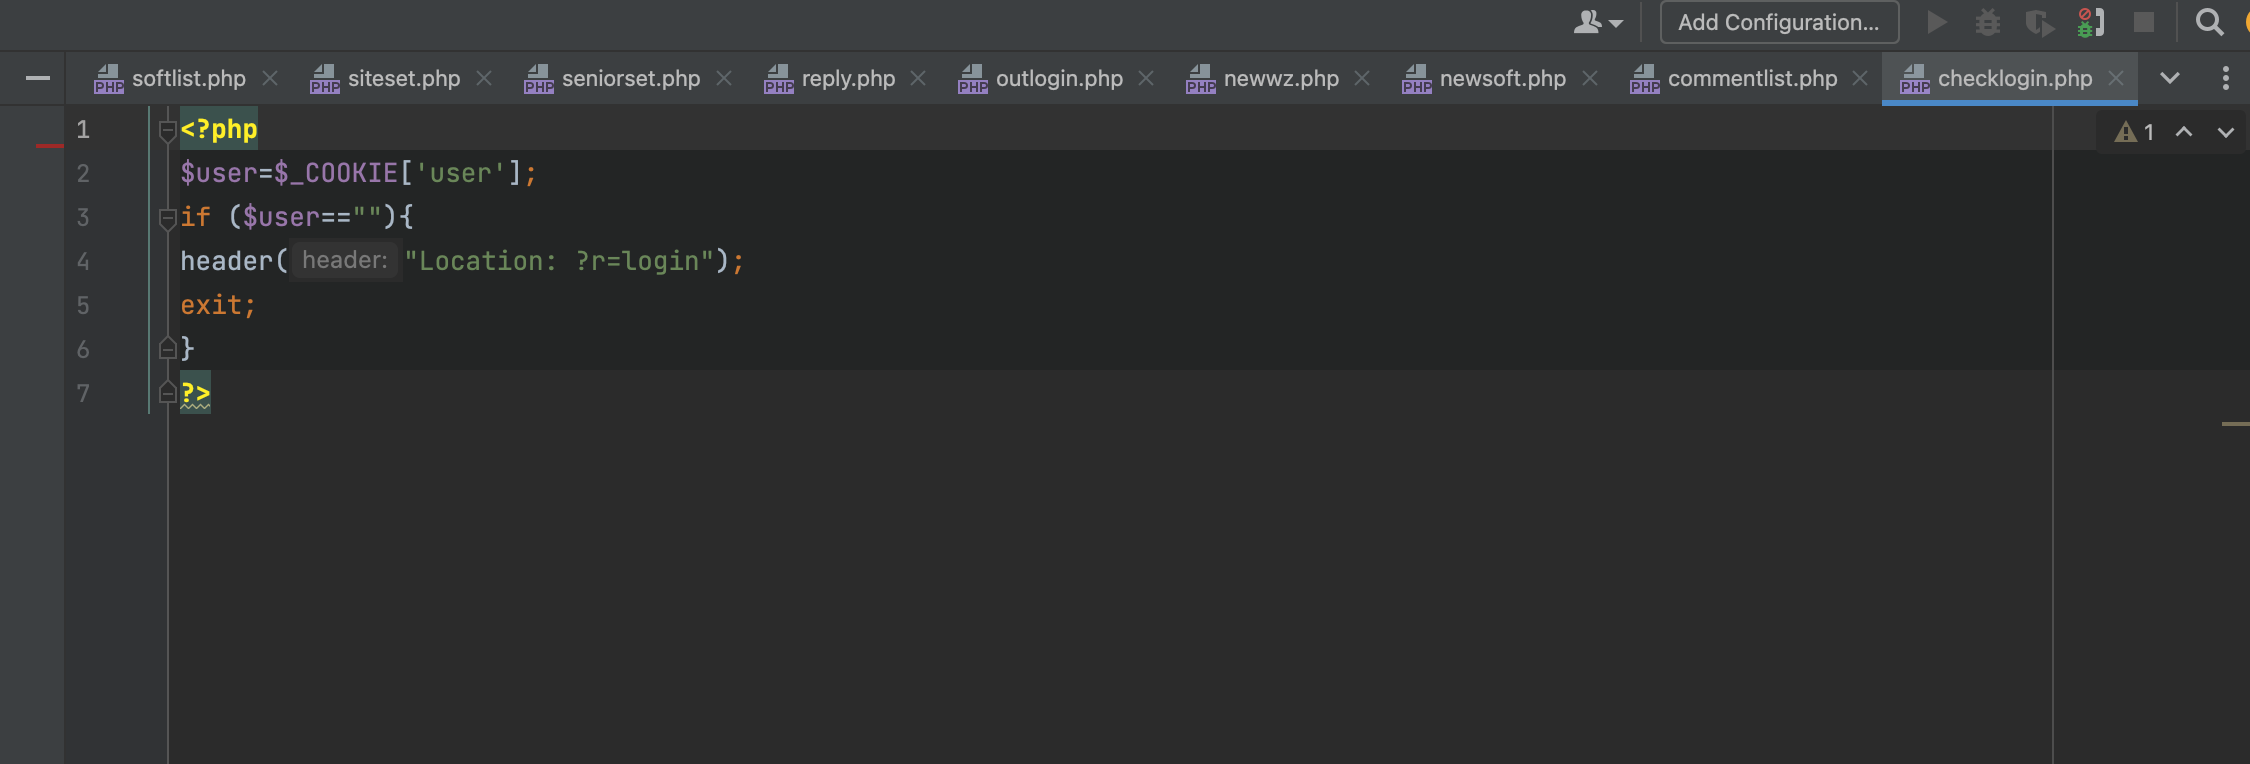 Add Configuration...
softlist.php siteset.php seniorset.php reply.php outlogin.php newwz.php newsoft.php commentlist.php checklogin.php
PHP PHP PHP PHP PHP PHP PHP PHP PHP
1 <?php
1
2 $user=$_COOKIE['user'];
3 if ($user==""){
4 header( header: "Location: ?r=login");
5 exit;
6 }
7 ?>